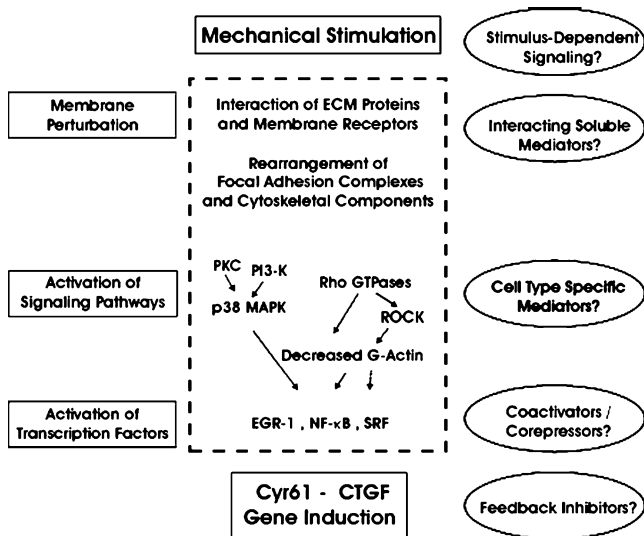 Mechanical Stimulation
Stimulus-Dependent
Signaling?
Membrane
Perturbation
Interaction of ECM Proteins
and Membrane Receptors
Interacting Soluble
Mediators?
Rearrangement of
Focal Adhesion Complexes
and Cytoskeletal Components
Activation of
Signaling Pathways
PKC
PI3-K
p38 MAPK
Rho GTPases
ROCK
Decreased G-Actin
Cell Type Specific
Mediators?
Activation of
Transcription Factors
EGR-1 , NF-κB , SRF
Coactivators /
Corepressors?
Cyr61 - CTGF
Gene Induction
Feedback Inhibitors?